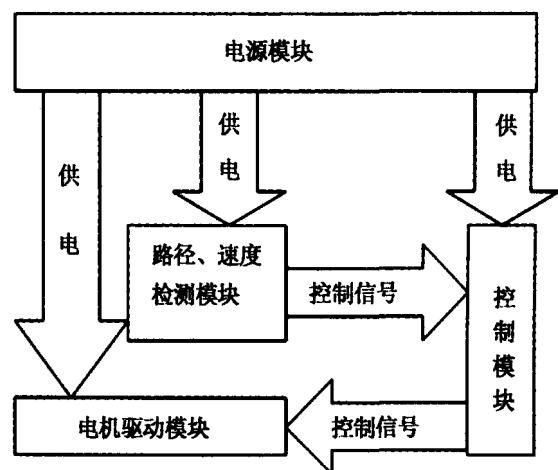 电源模块
供电
供电
供电
路径、速度
检测模块
控制信号
控制模块
电机驱动模块
控制信号